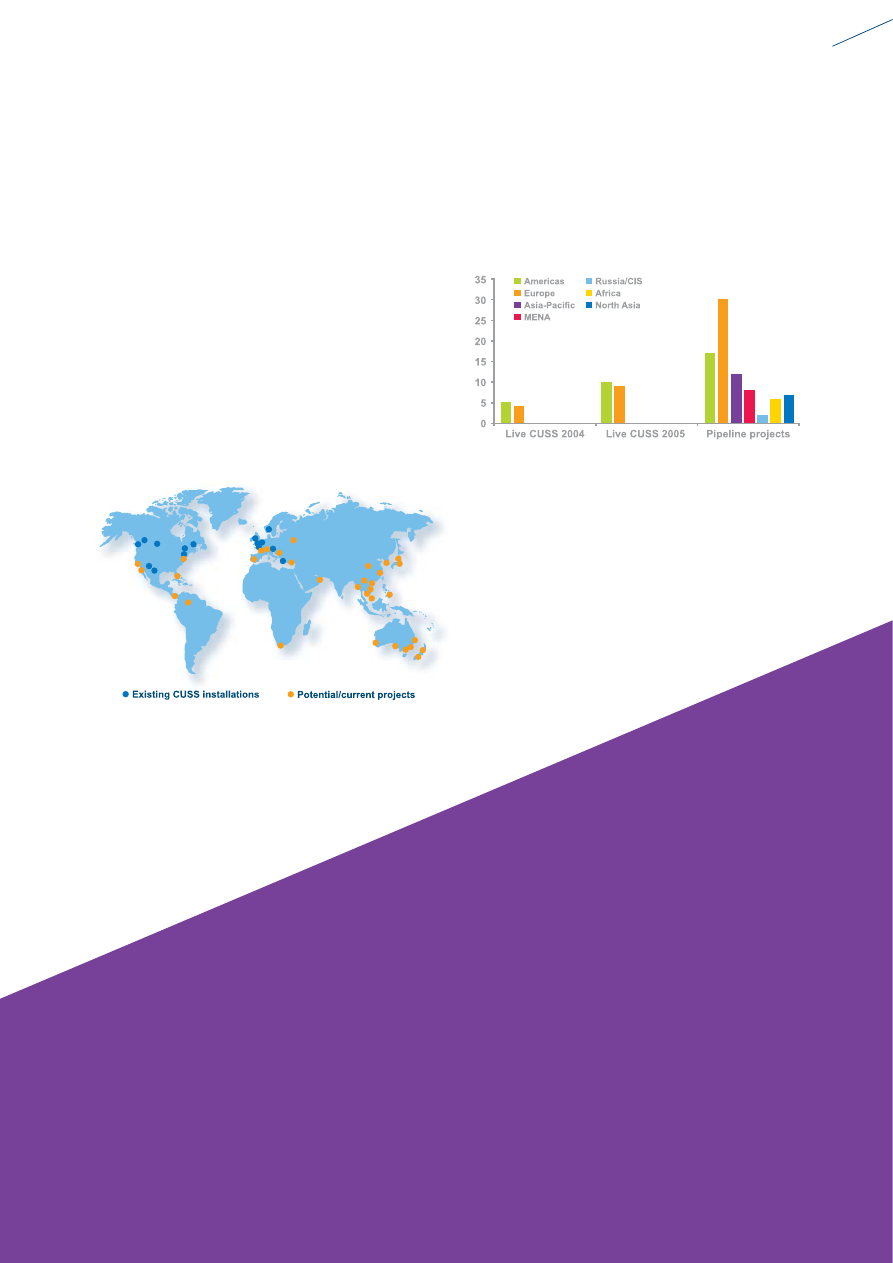 35
30
25
20
15
10
5
0
Americas
Europe
Asia-Pacific
MENA
Russia/CIS
Africa
North Asia
Live CUSS 2004
Live CUSS 2005
Pipeline projects
Existing CUSS installations
Potential/current projects